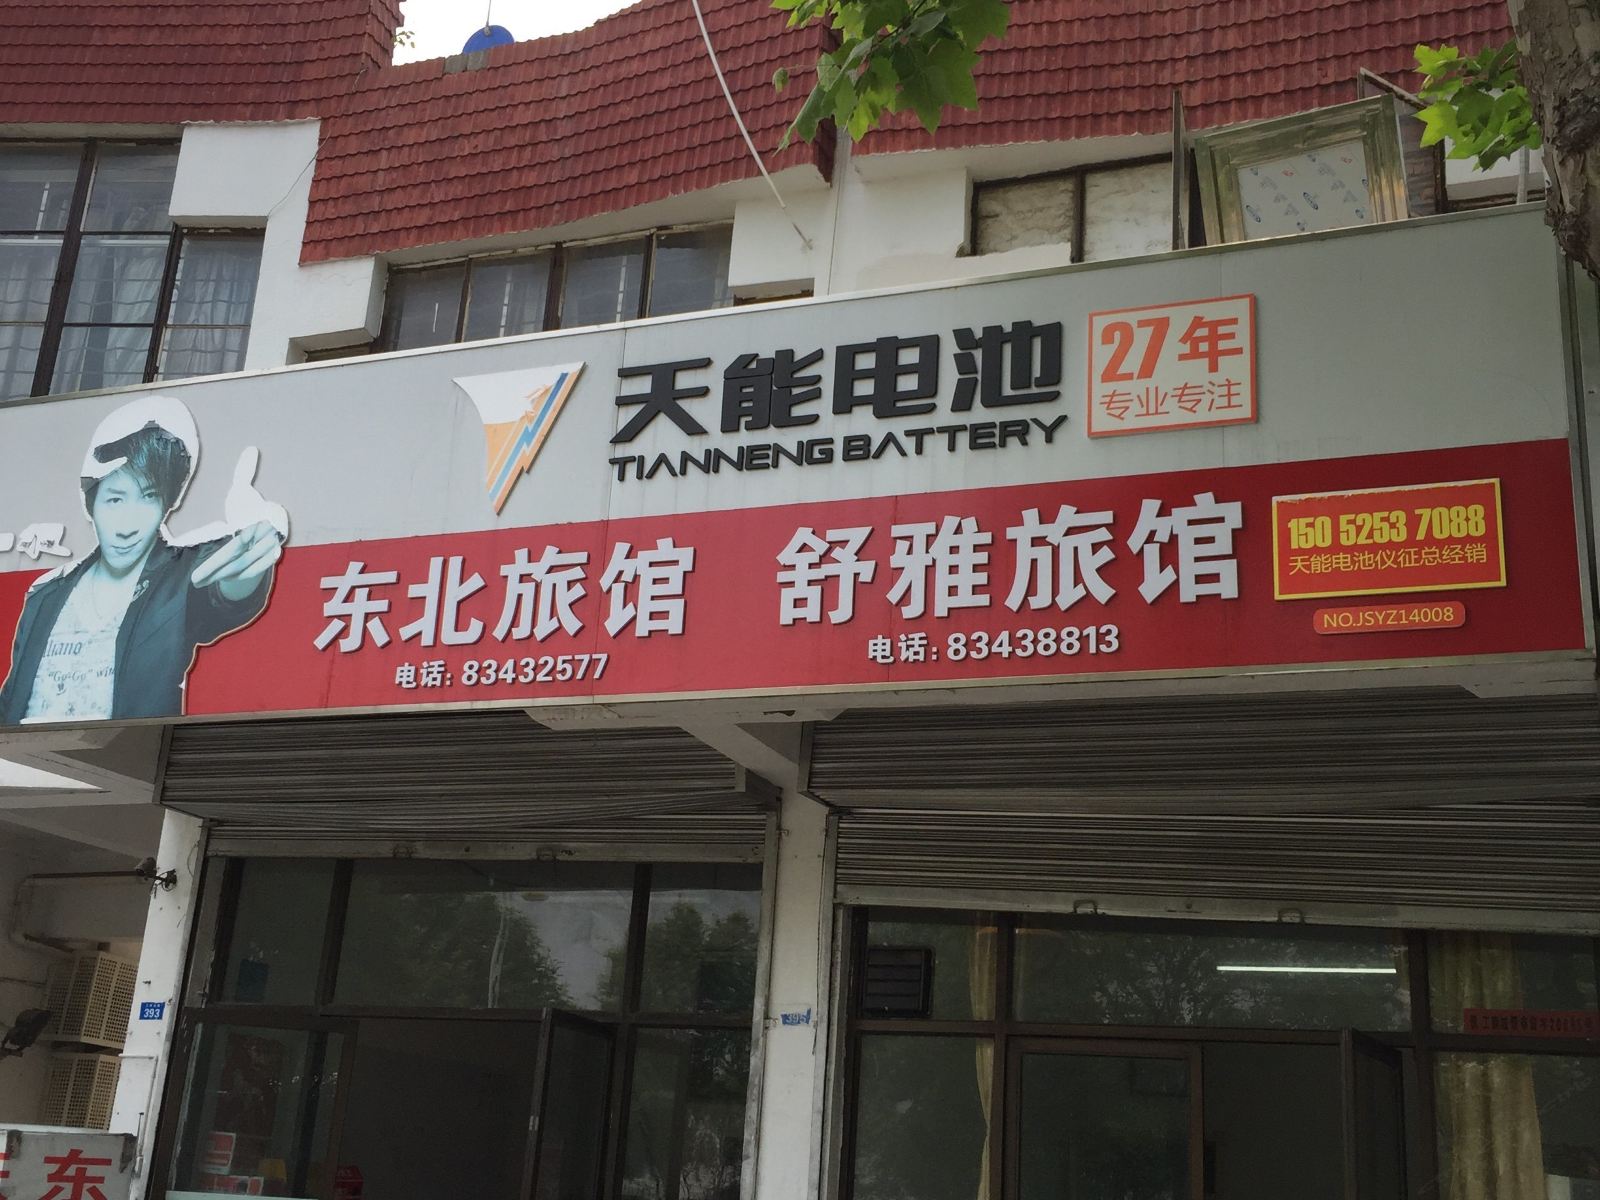 天能电池
TIANNENG BATTERY
27年
专业专注
东北旅馆
电话: 83432577
舒雅旅馆
电话: 83438813
150 5253 7088
天能电池仪征总经销
NO.JSYZ14008
393
395
东